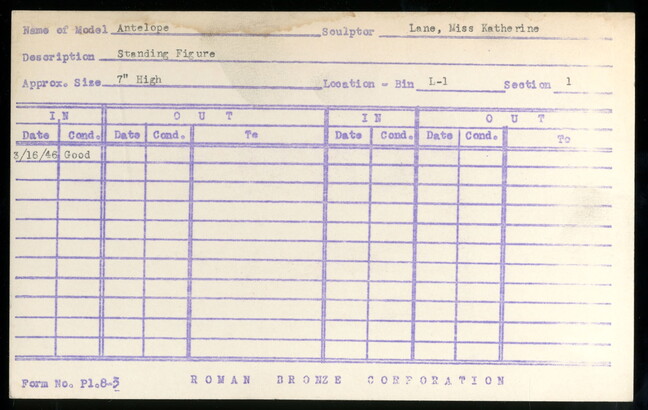 Name of Model Antelope Sculptor Lane, Miss Katherine
Description Standing Figure
Approx. Size 7" High Location - Bin L-1 Section 1
IN OUT IN OUT
Date Cond. Date Cond. To Date Cond. Date Cond. To
3/16/46 Good
Form No. Pl.8-3 ROMAN BRONZE CORPORATION